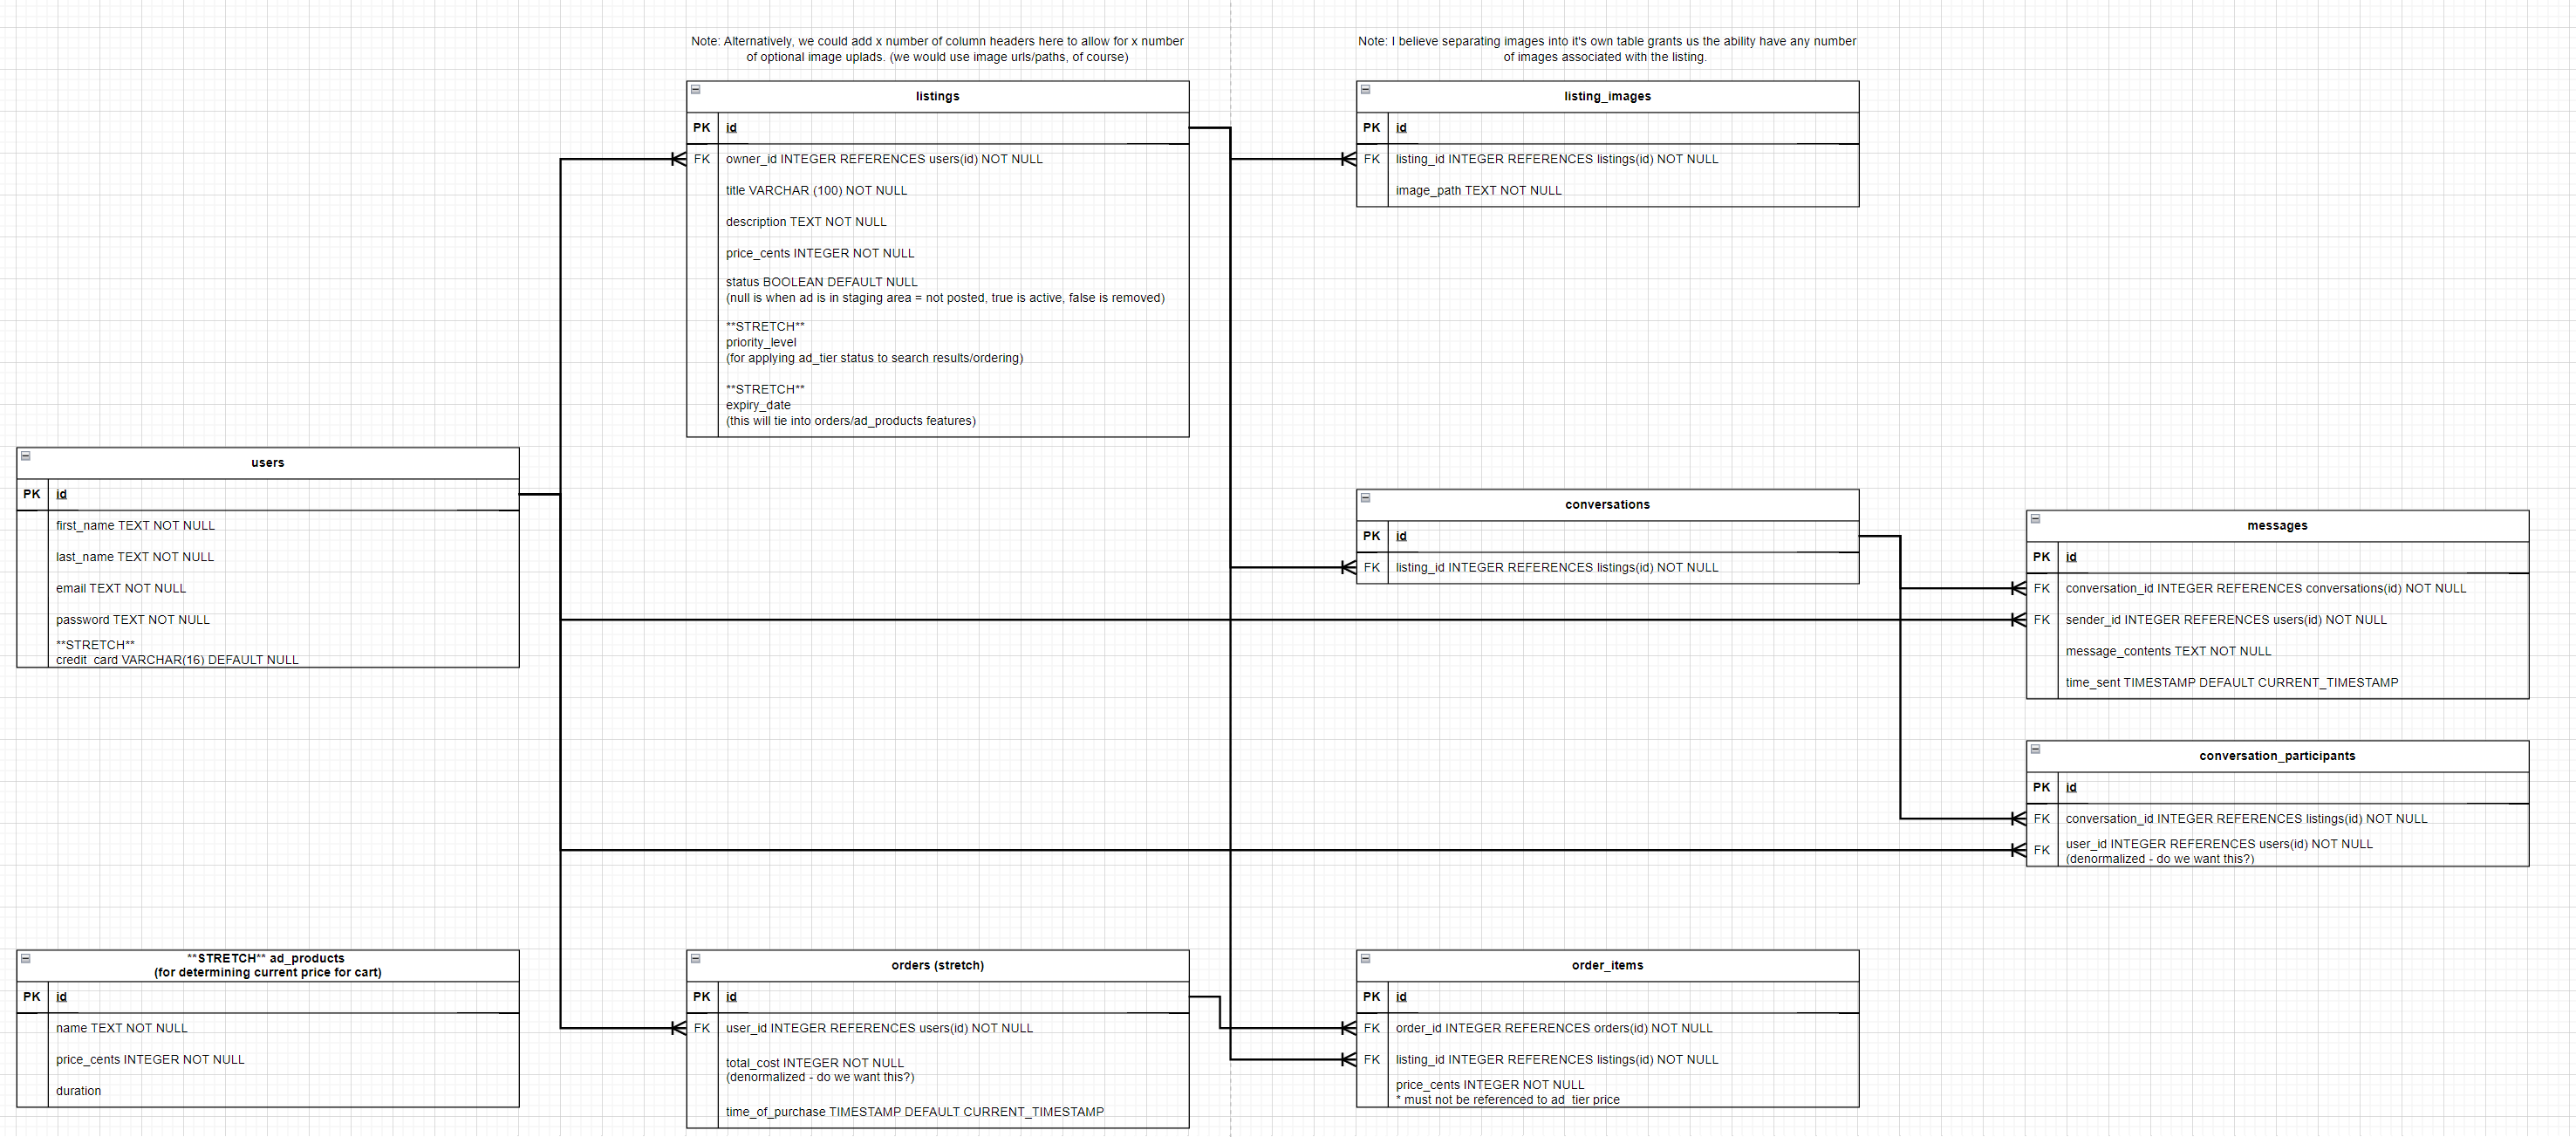 Note: Alternatively, we could add x number of column headers here to allow for x number
of optional image uplads. (we would use image urls/paths, of course)
Note: I believe separating images into it's own table grants us the ability have any number
of images associated with the listing.
listings
PK id
FK owner_id INTEGER REFERENCES users(id) NOT NULL
title VARCHAR (100) NOT NULL
description TEXT NOT NULL
price_cents INTEGER NOT NULL
status BOOLEAN DEFAULT NULL
(null is when ad is in staging area = not posted, true is active, false is removed)
**STRETCH**
priority_level
(for applying ad_tier status to search results/ordering)
**STRETCH**
expiry_date
(this will tie into orders/ad_products features)
listing_images
PK id
FK listing_id INTEGER REFERENCES listings(id) NOT NULL
image_path TEXT NOT NULL
users
PK id
first_name TEXT NOT NULL
last_name TEXT NOT NULL
email TEXT NOT NULL
password TEXT NOT NULL
**STRETCH**
credit_card VARCHAR(16) DEFAULT NULL
conversations
PK id
FK listing_id INTEGER REFERENCES listings(id) NOT NULL
messages
PK id
FK conversation_id INTEGER REFERENCES conversations(id) NOT NULL
FK sender_id INTEGER REFERENCES users(id) NOT NULL
message_contents TEXT NOT NULL
time_sent TIMESTAMP DEFAULT CURRENT_TIMESTAMP
conversation_participants
PK id
FK conversation_id INTEGER REFERENCES listings(id) NOT NULL
FK user_id INTEGER REFERENCES users(id) NOT NULL
(denormalized - do we want this?)
**STRETCH** ad_products
(for determining current price for cart)
PK id
name TEXT NOT NULL
price_cents INTEGER NOT NULL
duration
orders (stretch)
PK id
FK user_id INTEGER REFERENCES users(id) NOT NULL
total_cost INTEGER NOT NULL
(denormalized - do we want this?)
time_of_purchase TIMESTAMP DEFAULT CURRENT_TIMESTAMP
order_items
PK id
FK order_id INTEGER REFERENCES orders(id) NOT NULL
FK listing_id INTEGER REFERENCES listings(id) NOT NULL
price_cents INTEGER NOT NULL
* must not be referenced to ad_tier price